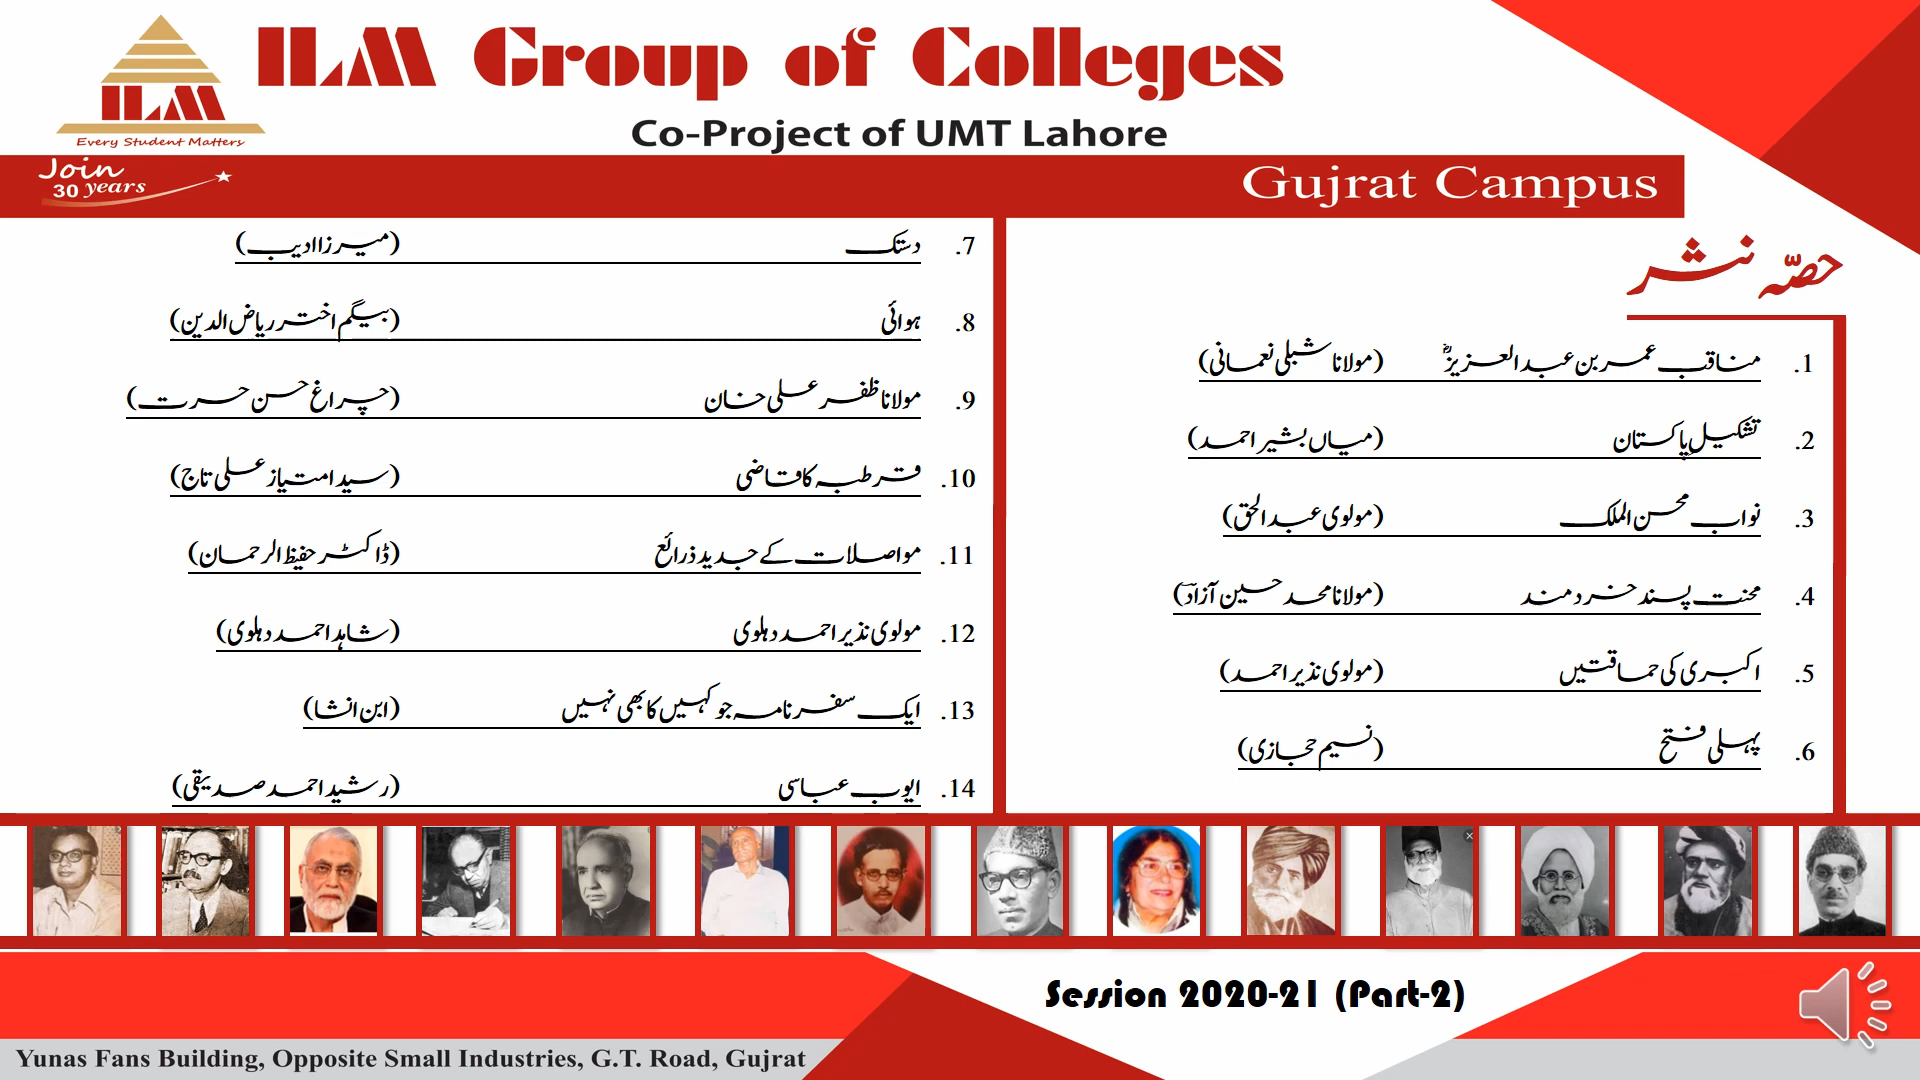 ILM Group of Colleges
ILM
Every Student Matters
Co-Project of UMT Lahore
Join
30 years
Gujrat Campus
حصّہ نثر
1. مناقب عمر بن عبدالعزیزؒ (مولانا شبلی نعمانی)
2. تشکیل پاکستان (میاں بشیر احمد)
3. نواب محسن الملک (مولوی عبدالحق)
4. محنت پسند خرد مند (مولانا محمد حسین آزادؔ)
5. اکبری کی حماقتیں (مولوی نذیر احمد)
6. پہلی فتح (نسیم حجازی)
7. دستک (میرزا ادیب)
8. ہوائی (بیگم اختر ریاض الدین)
9. مولانا ظفر علی خان (چراغ حسن حسرت)
10. قرطبہ کا قاضی (سید امتیاز علی تاج)
11. مواصلات کے جدید ذرائع (ڈاکٹر حفیظ الرحمان)
12. مولوی نذیر احمد دہلوی (شاہد احمد دہلوی)
13. ایک سفرنامہ جو کہیں کا بھی نہیں (ابن انشا)
14. ایوب عباسی (رشید احمد صدیقی)
Session 2020-21 (Part-2)
Yunas Fans Building, Opposite Small Industries, G.T. Road, Gujrat